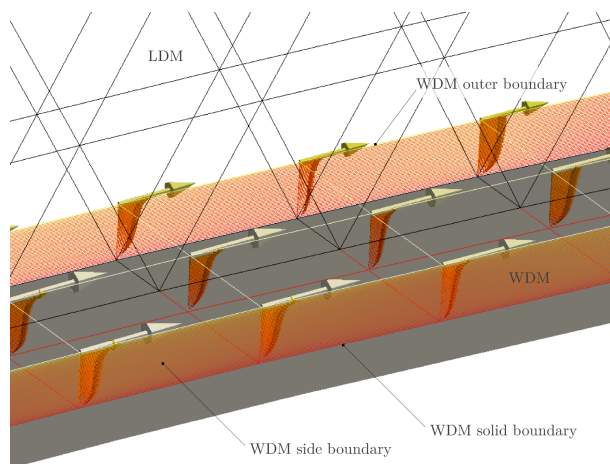 LDM
WDM outer boundary
WDM
WDM solid boundary
WDM side boundary